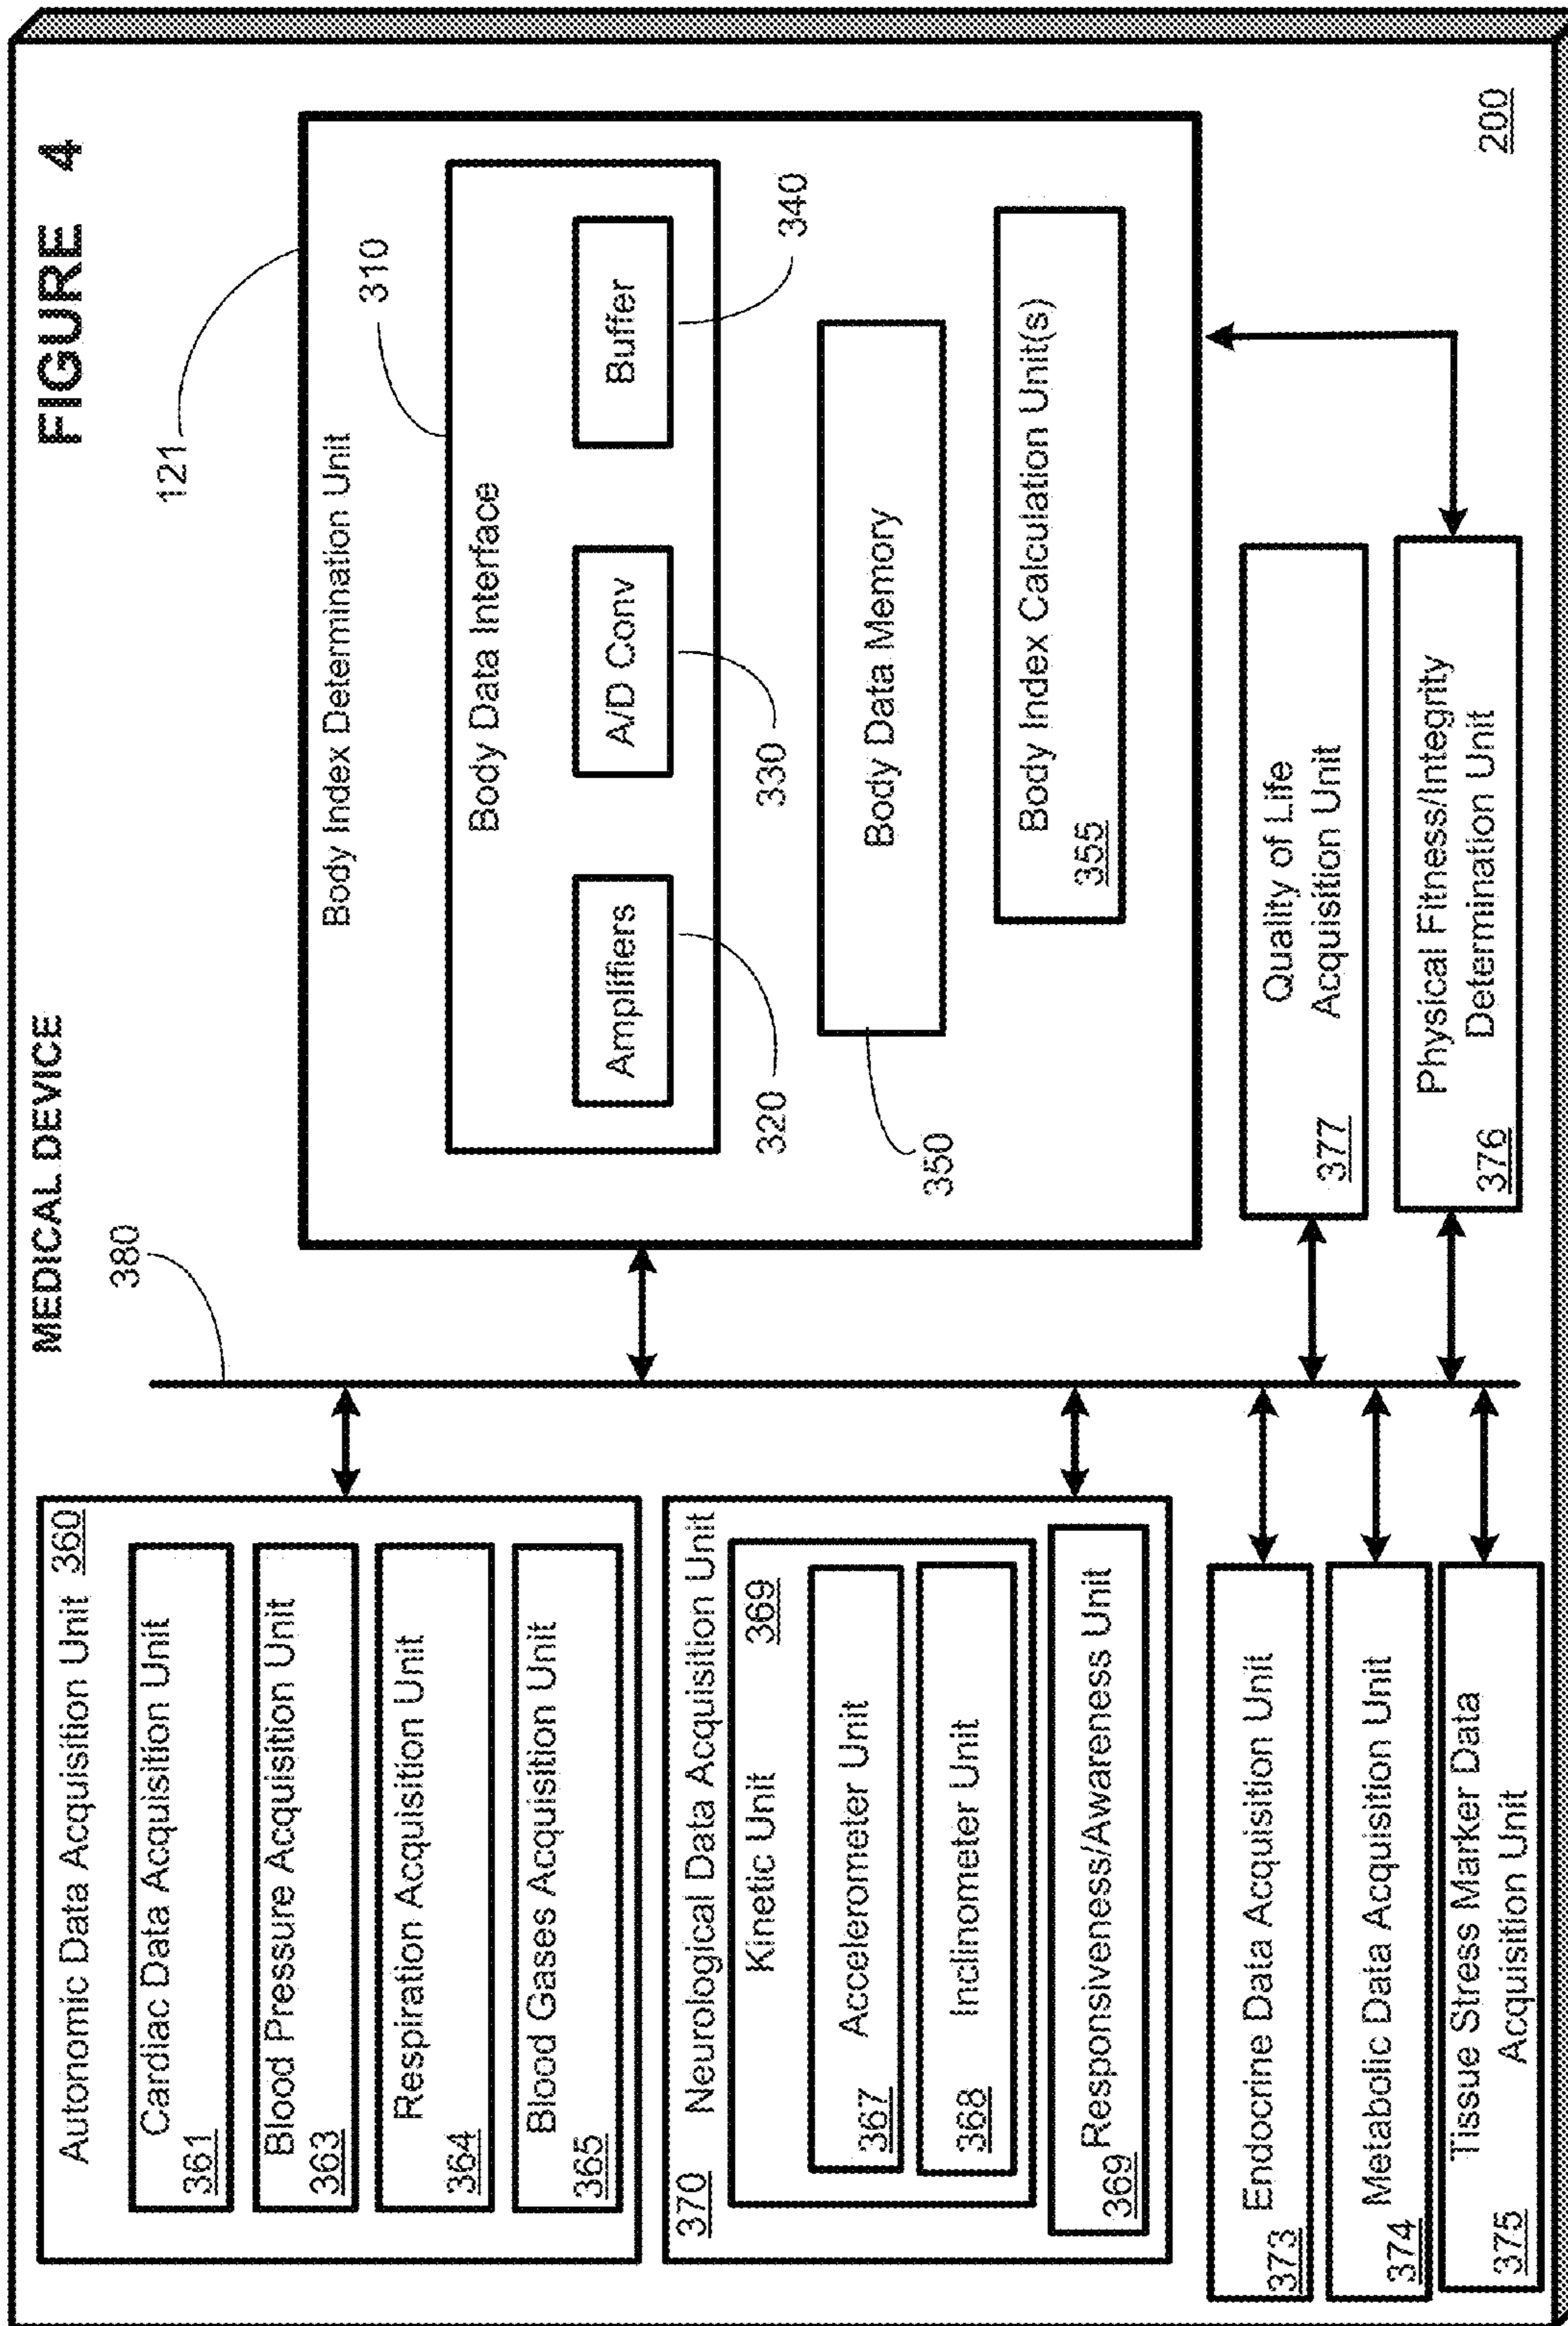 MEDICAL DEVICE
FIGURE 4
Autonomic Data Acquisition Unit 360
Cardiac Data Acquisition Unit
361
Blood Pressure Acquisition Unit
363
Respiration Acquisition Unit
364
Blood Gases Acquisition Unit
365
370 Neurological Data Acquisition Unit
Kinetic Unit 369
Accelerometer Unit
367
Inclinometer Unit
368
Responsiveness/Awareness Unit
369
Endocrine Data Acquisition Unit
373
Metabolic Data Acquisition Unit
374
Tissue Stress Marker Data
Acquisition Unit
375
380
121
Body Index Determination Unit
310
Body Data Interface
Amplifiers
A/D Conv
Buffer
320
330
340
Body Data Memory
350
Body Index Calculation Unit(s)
355
Quality of Life
Acquisition Unit
377
Physical Fitness/Integrity
Determination Unit
376
200